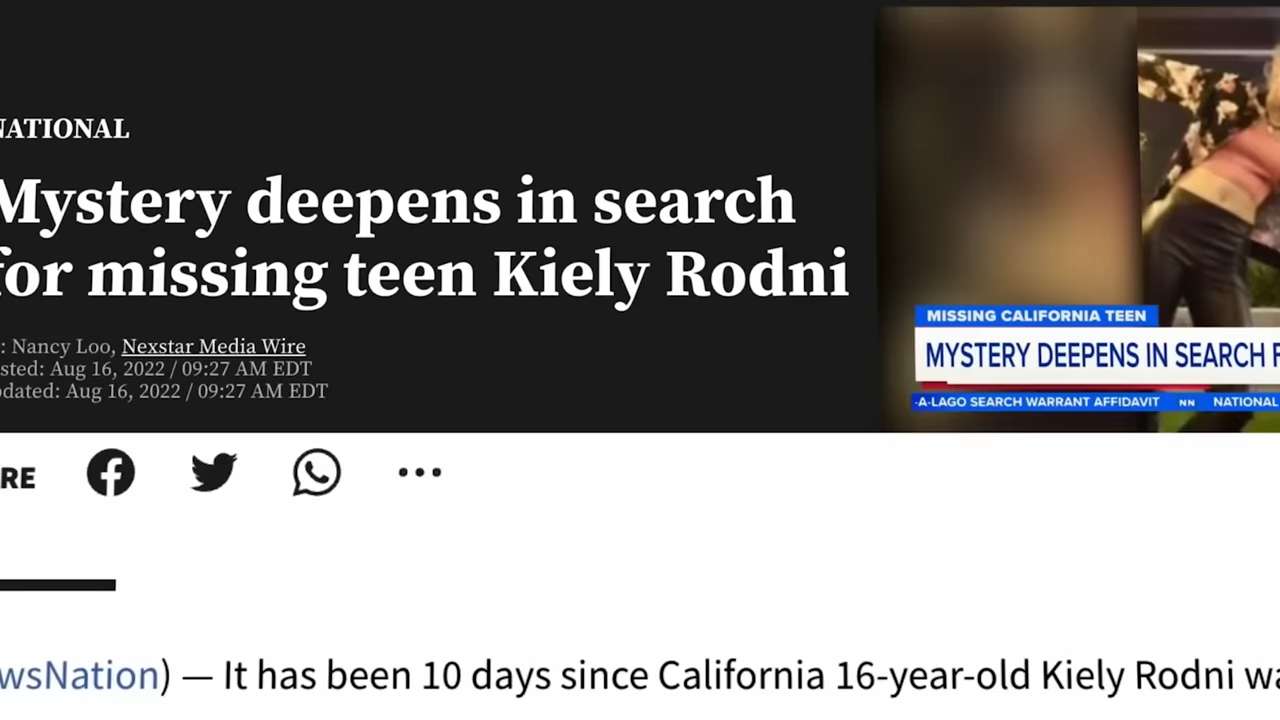 NATIONAL
Mystery deepens in search
for missing teen Kiely Rodni
: Nancy Loo, Nexstar Media Wire
sted: Aug 16, 2022 / 09:27 AM EDT
dated: Aug 16, 2022 / 09:27 AM EDT
MISSING CALIFORNIA TEEN
MYSTERY DEEPENS IN SEARCH F
-A-LAGO SEARCH WARRANT AFFIDAVIT NN NATIONAL
RE
wsNation) — It has been 10 days since California 16-year-old Kiely Rodni wa